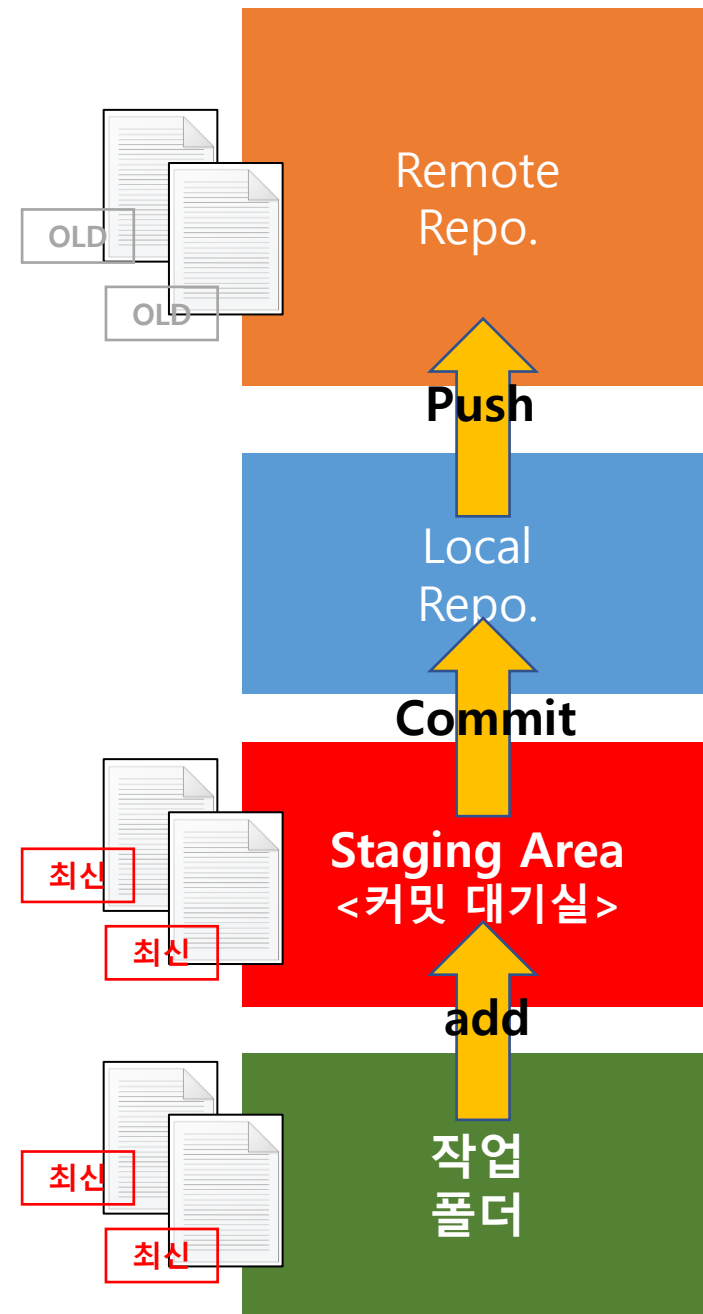 Remote
Repo.
OLD
OLD
Push
Local
Repo.
Commit
Staging Area
<커밋 대기실>
최신
최신
add
작업
폴더
최신
최신